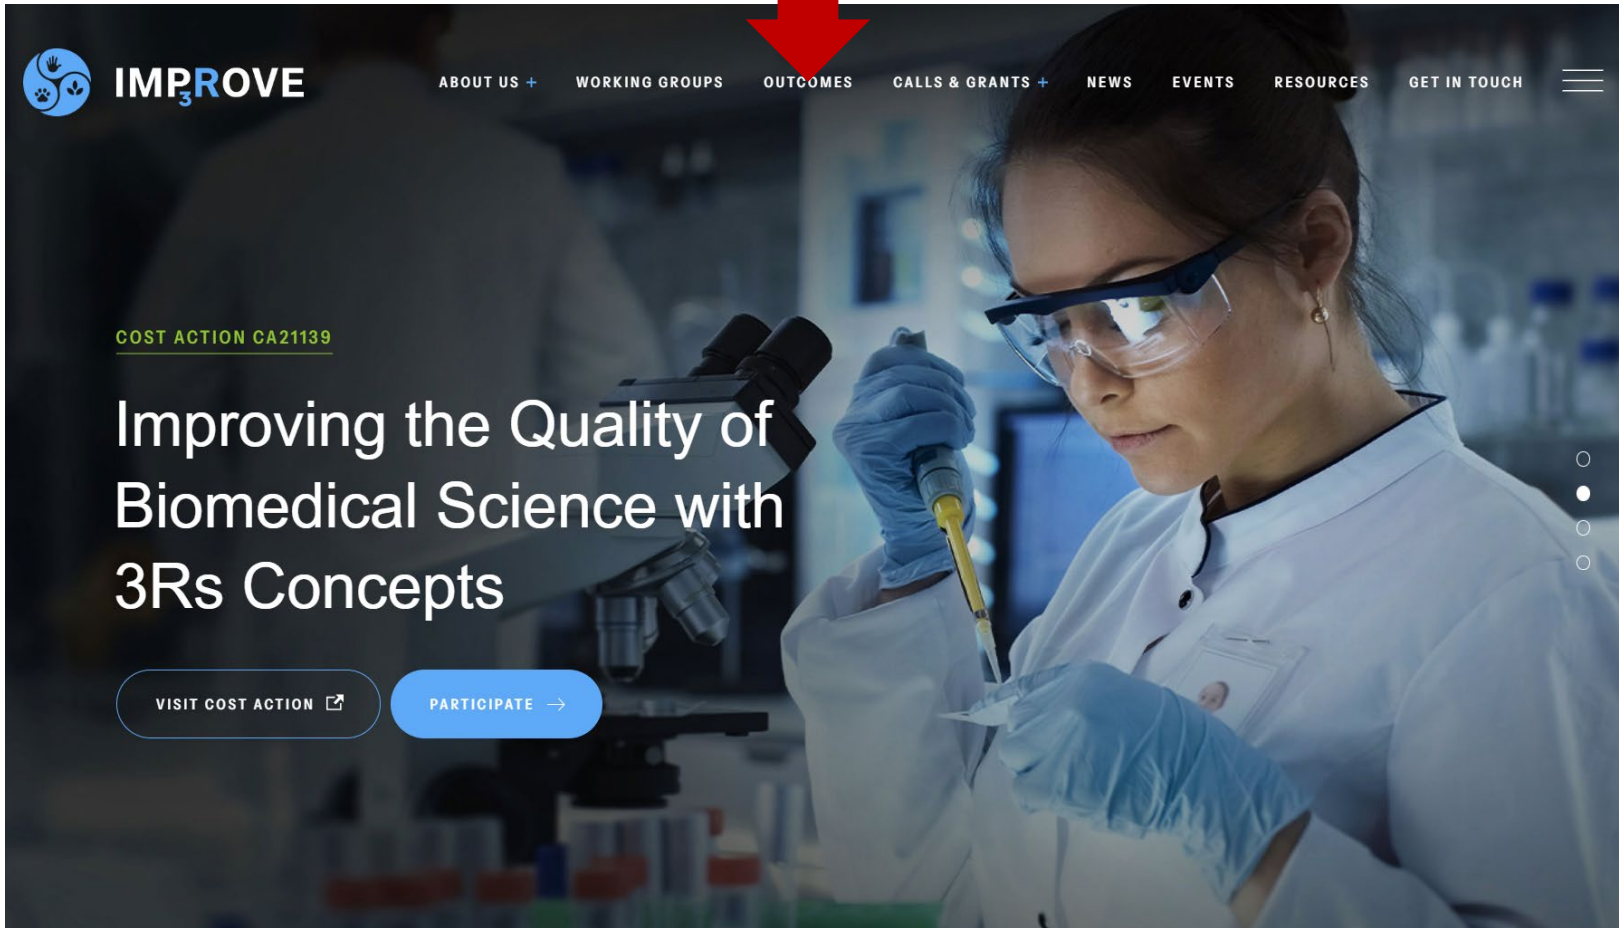 IMP3ROVE
ABOUT US + WORKING GROUPS OUTCOMES CALLS & GRANTS + NEWS EVENTS RESOURCES GET IN TOUCH
COST ACTION CA21139
Improving the Quality of
Biomedical Science with
3Rs Concepts
VISIT COST ACTION PARTICIPATE →